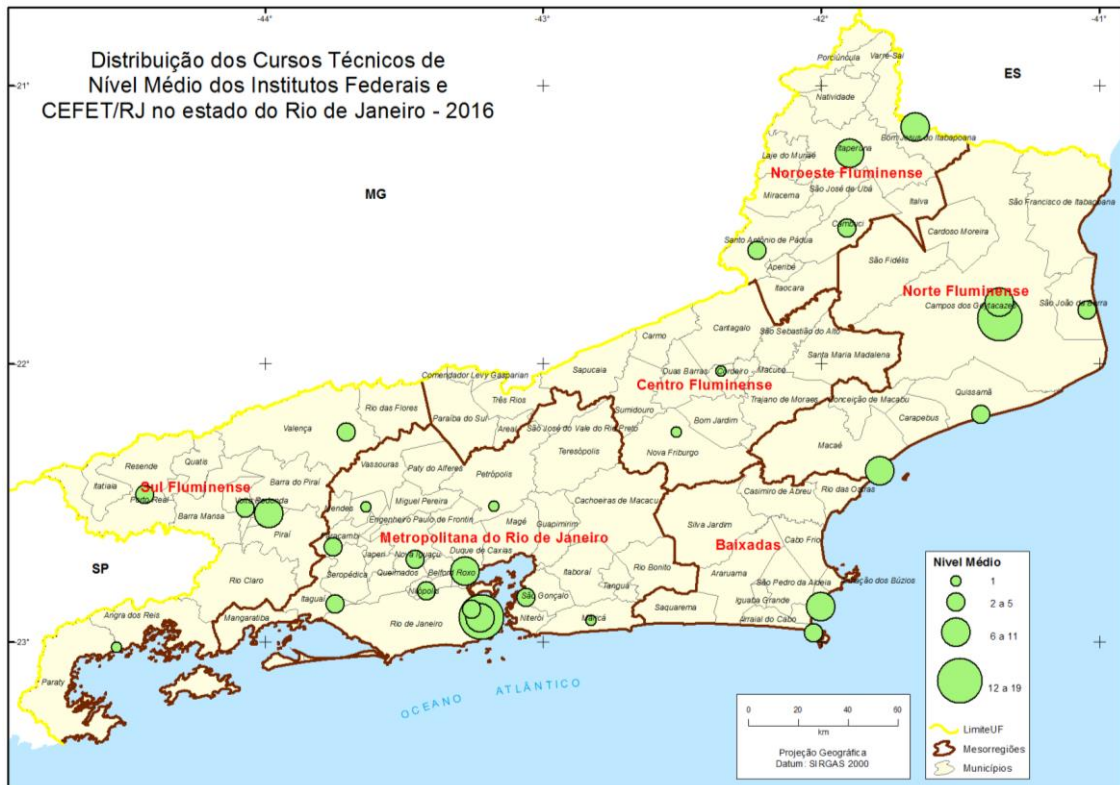 -44
-43
-42
-41
Distribuição dos Cursos Técnicos de
Nível Médio dos Institutos Federais e
CEFET/RJ no estado do Rio de Janeiro - 2016
-21°
-22°
-23°
ES
MG
SP
Porciúncula
Varre-Sai
Natividade
Bom Jesus do Itabapoana
Itaperuna
Laje do Muriaé
Noroeste Fluminense
São José de Ubá
Miracema
Italva
São Francisco de Itabapoana
Cambuci
Cardoso Moreira
Santo Antônio de Pádua
Aperibé
São Fidélis
Itaocara
Norte Fluminense
Campos dos Goytacazes
São João da Barra
Cantagalo
São Sebastião do Alto
Carmo
Santa Maria Madalena
Sapucaia
Duas Barras
Cordeiro
Macuco
Comendador Levy Gasparian
Centro Fluminense
Quissamã
Três Rios
Trajano de Moraes
Conceição de Macabu
Rio das Flores
Paraíba do Sul
Sumidouro
Carapebus
Areal
São José do Vale do Rio Preto
Bom Jardim
Valença
Macaé
Teresópolis
Nova Friburgo
Vassouras
Paty do Alferes
Petrópolis
Resende
Quatis
Barra do Piraí
Itatiaia
Sul Fluminense
Casimiro de Abreu
Rio das Ostras
Porto Real
Volta Redonda
Mendes
Miguel Pereira
Cachoeiras de Macacu
Barra Mansa
Engenheiro Paulo de Frontin
Magé
Guapimirim
Silva Jardim
Piraí
Metropolitana do Rio de Janeiro
Cabo Frio
Paracambi
Japeri
Nova Iguaçu
Duque de Caxias
Baixadas
Seropédica
Queimados
Belford Roxo
Itaboraí
Rio Bonito
Araruama
São Pedro da Aldeia
Armação dos Búzios
Rio Claro
Tanguá
Nilópolis
São Gonçalo
Iguaba Grande
Itaguaí
Saquarema
Arraial do Cabo
Angra dos Reis
Mangaratiba
Rio de Janeiro
Niterói
Maricá
Paraty
OCEANO ATLÂNTICO
Nível Médio
1
2 a 5
6 a 11
12 a 19
LimiteUF
Mesorregiões
Municípios
0 10 20 40 60
km
Projeção Geográfica
Datum: SIRGAS 2000